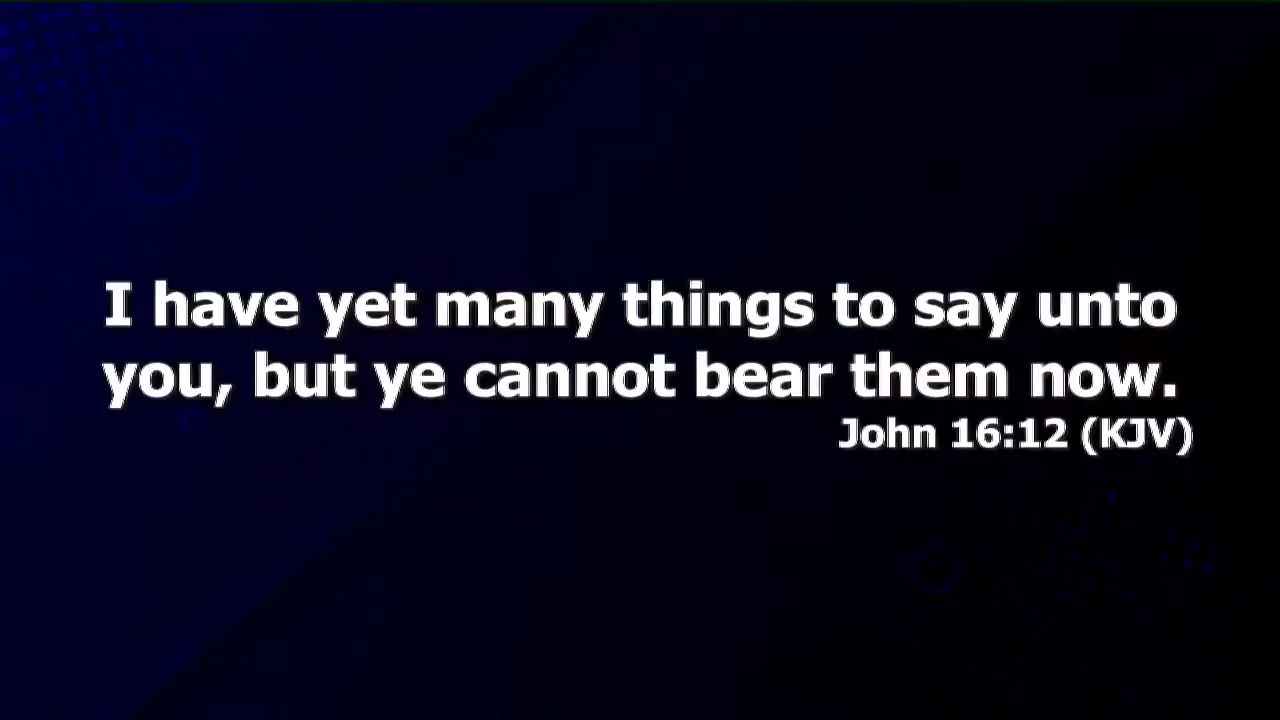 I have yet many things to say unto
you, but ye cannot bear them now.
John 16:12 (KJV)